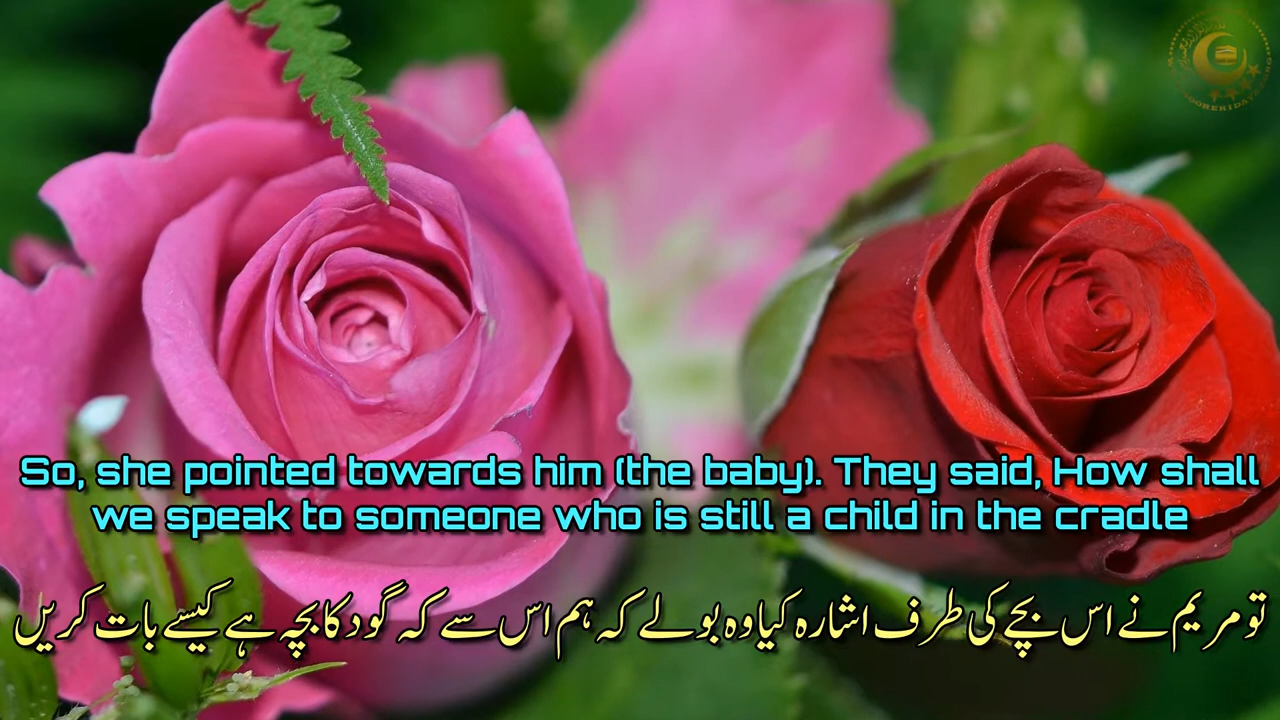 So, she pointed towards him (the baby). They said, How shall
we speak to someone who is still a child in the cradle
تو مریم نے اس بچے کی طرف اشارہ کیا وہ بولے کہ ہم اس سے کہ گود کا بچہ ہے کیسے بات کریں